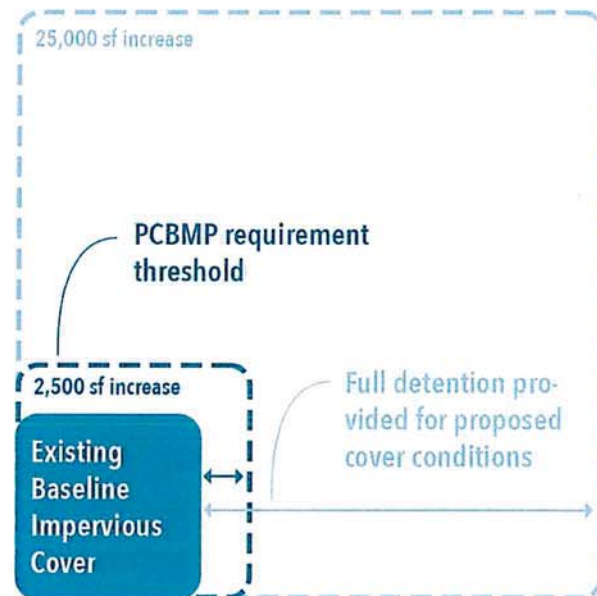 25,000 sf increase
PCBMP requirement
threshold
2,500 sf increase
Full detention pro-
vided for proposed
cover conditions
Existing
Baseline
Impervious
Cover